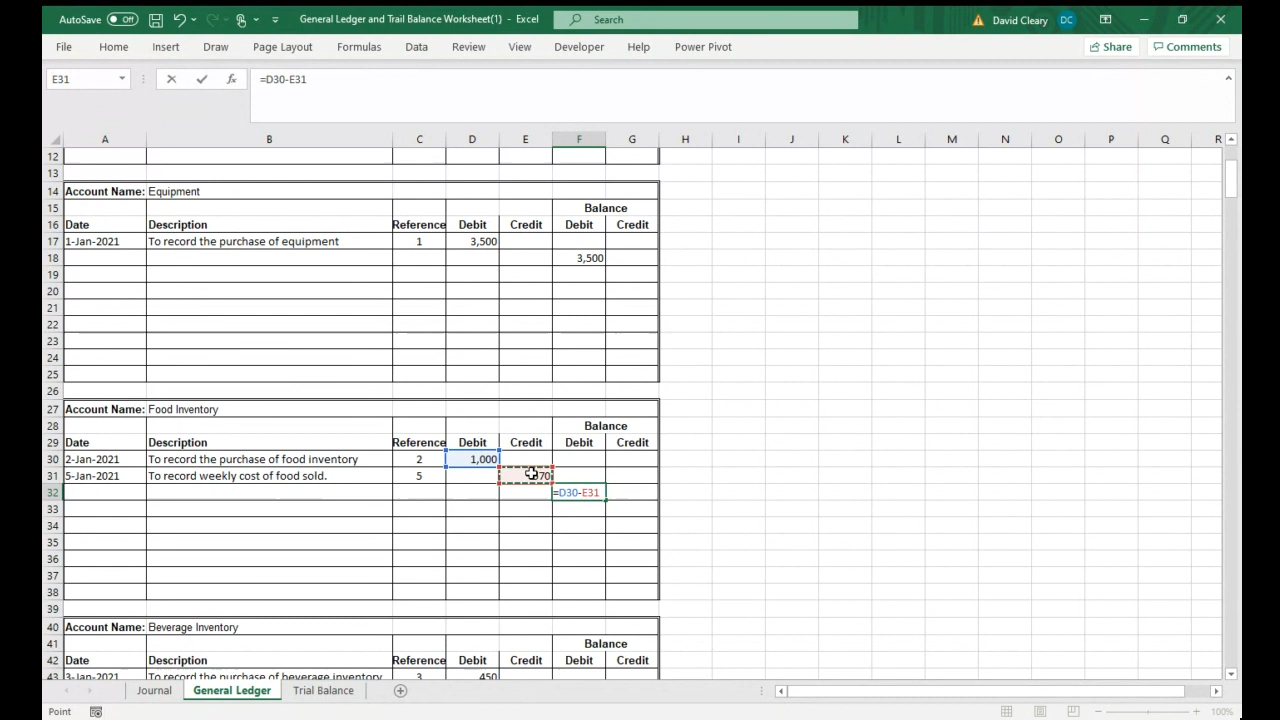 AutoSave Off General Ledger and Trail Balance Worksheet(1) - Excel Search David Cleary DC
File Home Insert Draw Page Layout Formulas Data Review View Developer Help Power Pivot Share Comments
E31 fx =D30-E31
A B C D E F G H I J K L M N O P Q R
12
13
14 Account Name: Equipment
15 Balance
16 Date Description Reference Debit Credit Debit Credit
17 1-Jan-2021 To record the purchase of equipment 1 3,500
18 3,500
19
20
21
22
23
24
25
26
27 Account Name: Food Inventory
28 Balance
29 Date Description Reference Debit Credit Debit Credit
30 2-Jan-2021 To record the purchase of food inventory 2 1,000
31 5-Jan-2021 To record weekly cost of food sold. 5
32 =D30-E31
33
34
35
36
37
38
39
40 Account Name: Beverage Inventory
41 Balance
42 Date Description Reference Debit Credit Debit Credit
43 3-Jan-2021 To record the purchase of beverage inventory 3 450
Journal General Ledger Trial Balance
Point 100%